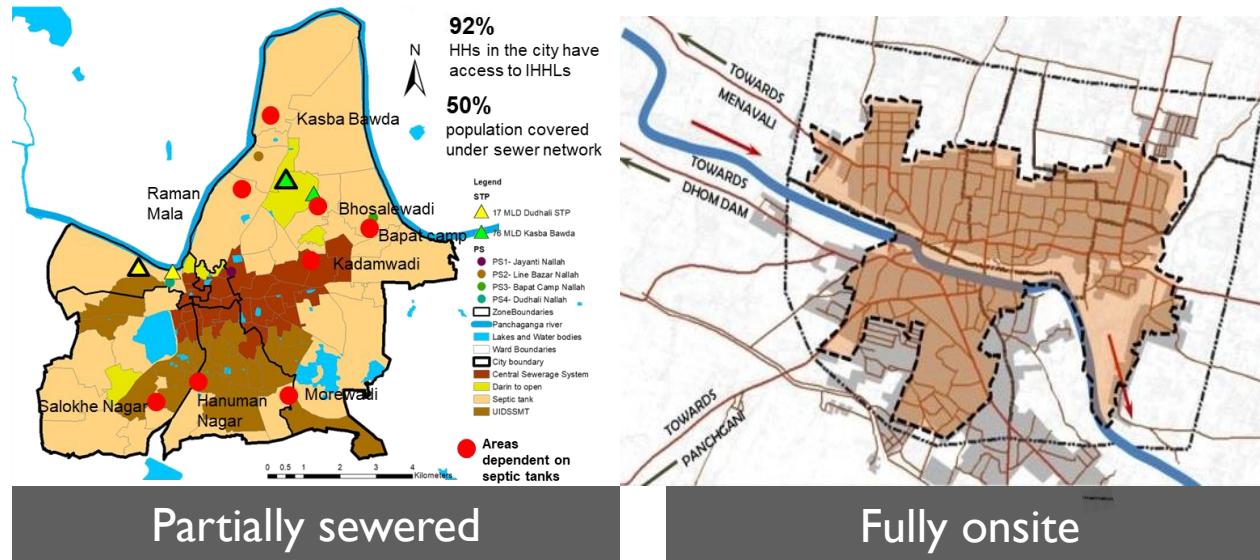 92%
HHs in the city have
access to IHHLs
N
50%
population covered
under sewer network
Kasba Bawda
Raman
Mala
Bhosalewadi
Bapat camp
Kadamwadi
Salokhe Nagar
Hanuman
Nagar
Morewadi
Legend
STP
17 MLD Dudhali STP
76 MLD Kasba Bawda
PS
PS1- Jayanti Nallah
PS2- Line Bazar Nallah
PS3- Bapat Camp Nallah
PS4- Dudhali Nallah
ZoneBoundaries
Panchaganga river
Lakes and Water bodies
Ward Boundaries
City boundary
Central Sewerage System
Darin to open
Septic tank
UIDSSMT
Areas
dependent on
septic tanks
0 0.5 1 2 3 4
Kilometers
Partially sewered
TOWARDS
MENAVALI
TOWARDS
DHOM DAM
TOWARDS
PANCHGANI
Fully onsite